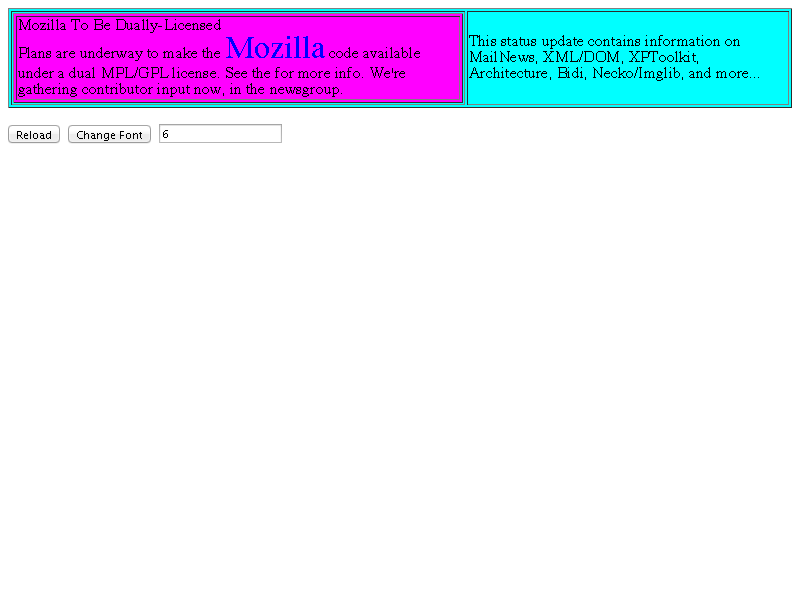 Mozilla To Be Dually-Licensed
Plans are underway to make the Mozilla code available
under a dual MPL/GPL license. See the for more info. We're
gathering contributor input now, in the newsgroup.
This status update contains information on
MailNews, XML/DOM, XPToolkit,
Architecture, Bidi, Necko/Imglib, and more...
Reload Change Font 6